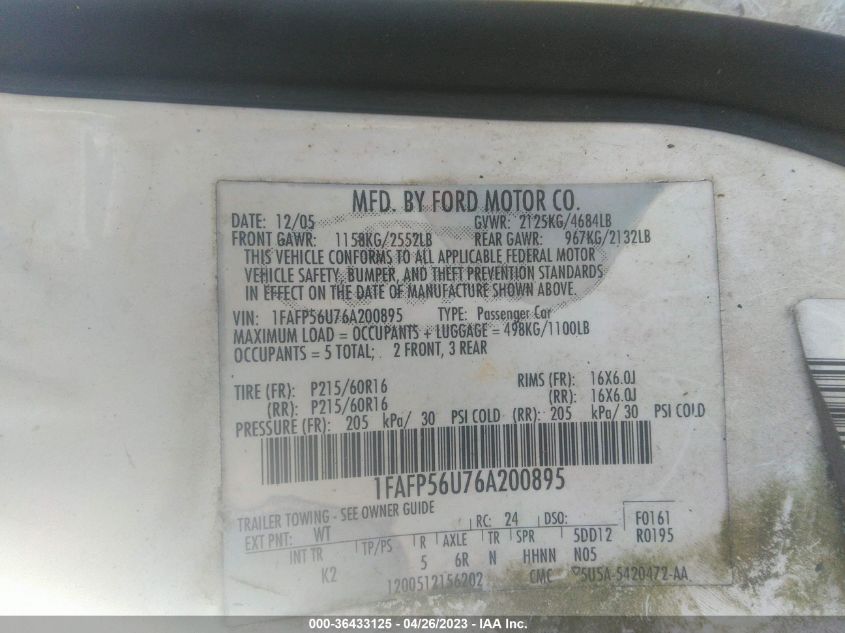 MFD. BY FORD MOTOR CO.
DATE: 12/05 GVWR: 2125KG/4684LB
FRONT GAWR: 1158KG/2552LB REAR GAWR: 967KG/2132LB
THIS VEHICLE CONFORMS TO ALL APPLICABLE FEDERAL MOTOR
VEHICLE SAFETY, BUMPER, AND THEFT PREVENTION STANDARDS
IN EFFECT ON THE DATE OF MANUFACTURE SHOWN ABOVE.
VIN: 1FAFP56U76A200895 TYPE: Passenger Car
MAXIMUM LOAD = OCCUPANTS + LUGGAGE = 498KG/1100LB
OCCUPANTS = 5 TOTAL; 2 FRONT, 3 REAR
TIRE (FR): P215/60R16 RIMS (FR): 16X6.0J
(RR): P215/60R16 (RR): 16X6.0J
PRESSURE (FR): 205 kPa/ 30 PSI COLD (RR): 205 kPa/ 30 PSI COLD
1FAFP56U76A200895
TRAILER TOWING - SEE OWNER GUIDE
EXT PNT: WT RC: 24 DSO: F0161
INT TR TP/PS R AXLE TR SPR 5DD12 R0195
K2 5 6R N HHNN N05
1200512156202 CMC 5U5A-5420472-AA
000-36433125 - 04/26/2023 - IAA Inc.